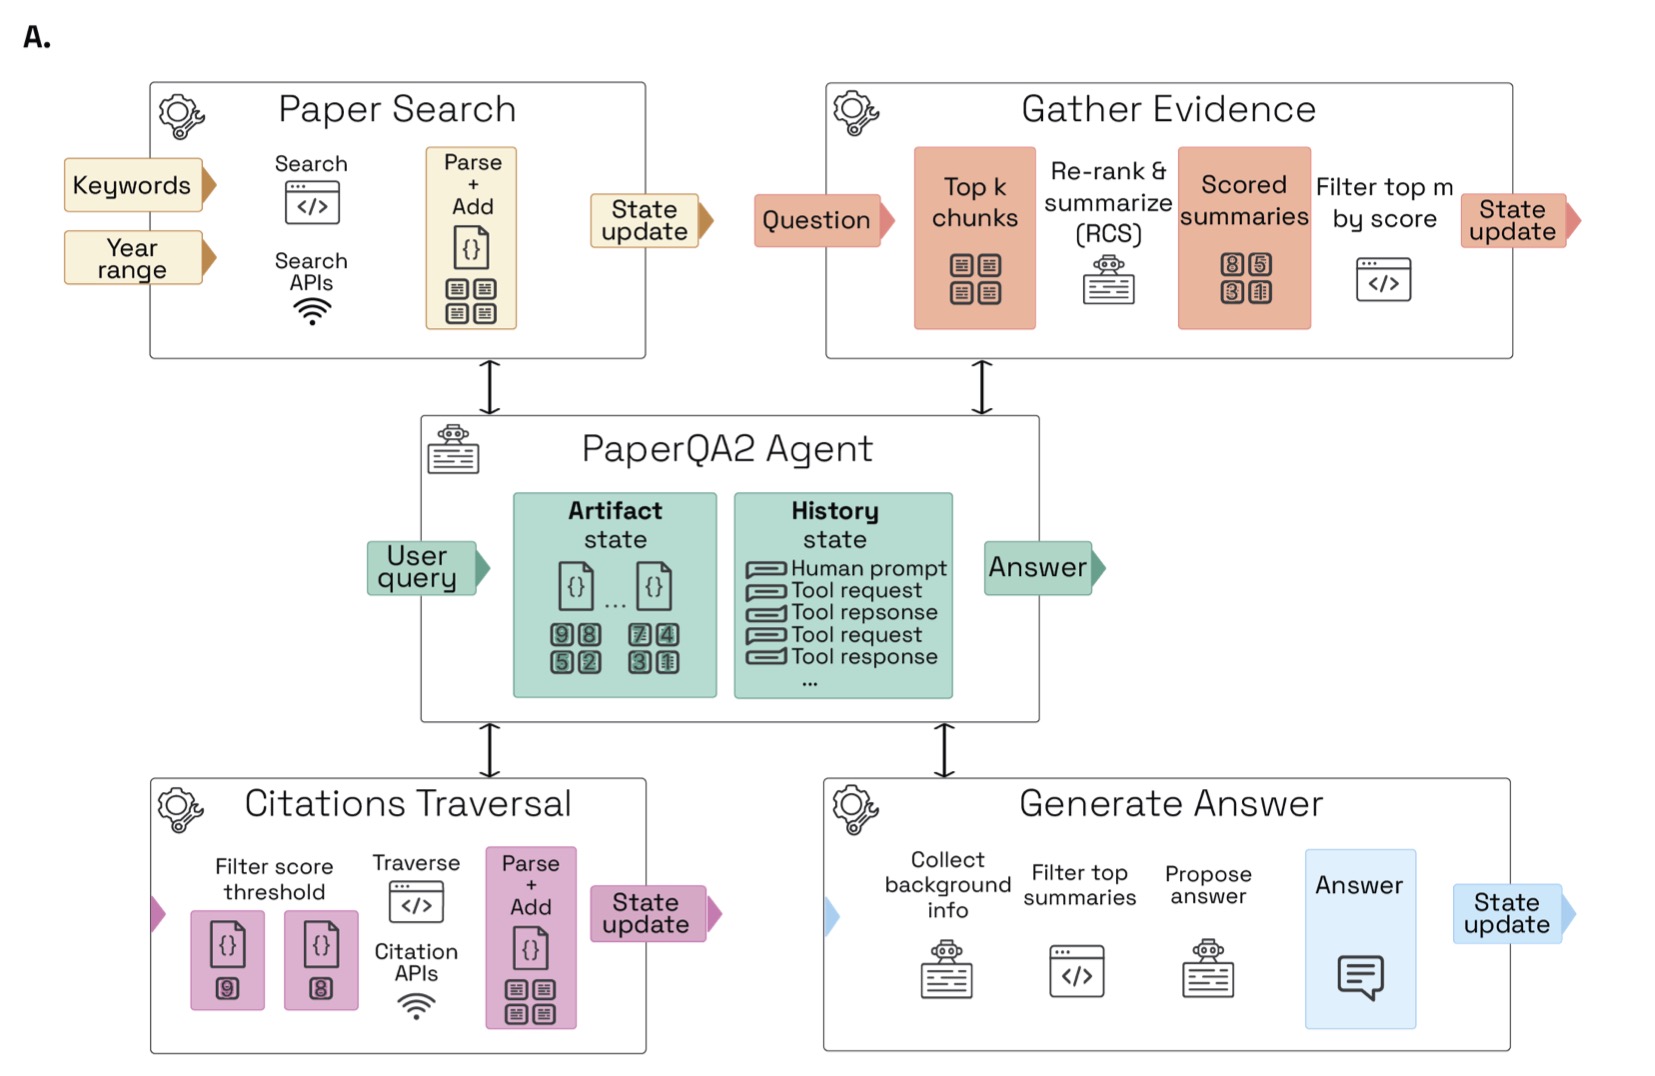 A.
Paper Search
Keywords
Year
range
Search
</>
Search
APIs
Parse
+
Add
{}
State
update
Gather Evidence
Question
Top k
chunks
Re-rank &
summarize
(RCS)
Scored
summaries
8 5
3 1
Filter top m
by score
</>
State
update
PaperQA2 Agent
User
query
Artifact
state
{} ... {}
9 8 7 4
5 2 3 1
History
state
Human prompt
Tool request
Tool repsonse
Tool request
Tool response
...
Answer
Citations Traversal
Filter score
threshold
{} {}
9 8
Traverse
</>
Citation
APIs
Parse
+
Add
{}
State
update
Generate Answer
Collect
background
info
Filter top
summaries
</>
Propose
answer
Answer
State
update